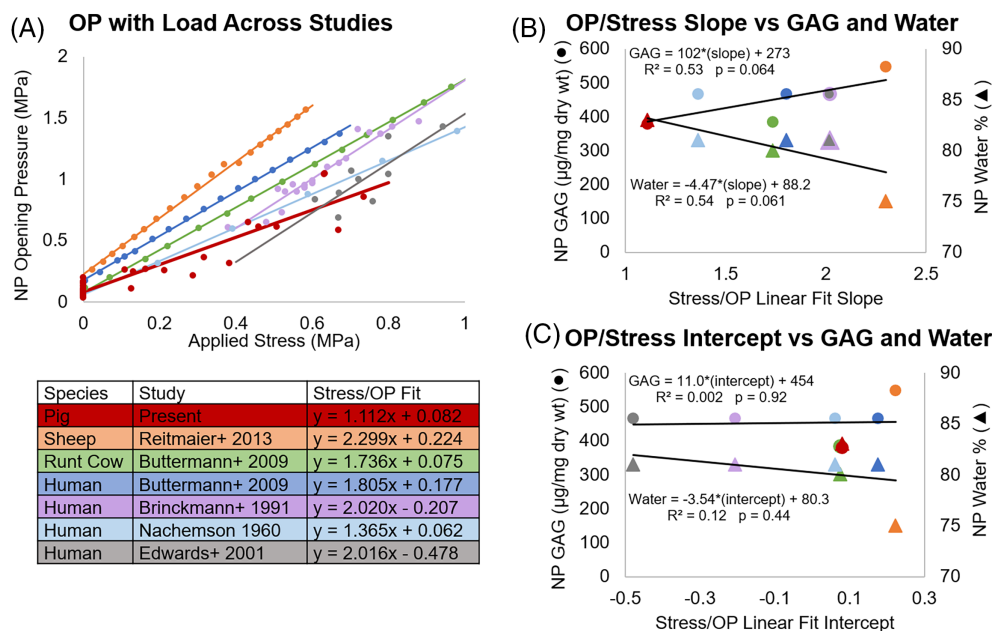 (A) OP with Load Across Studies
NP Opening Pressure (MPa)
2
1.5
1
0.5
0
0 0.2 0.4 0.6 0.8 1
Applied Stress (MPa)
Species Study Stress/OP Fit
Pig Present y = 1.112x + 0.082
Sheep Reitmaier+ 2013 y = 2.299x + 0.224
Runt Cow Buttermann+ 2009 y = 1.736x + 0.075
Human Buttermann+ 2009 y = 1.805x + 0.177
Human Brinckmann+ 1991 y = 2.020x - 0.207
Human Nachemson 1960 y = 1.365x + 0.062
Human Edwards+ 2001 y = 2.016x - 0.478
(B) OP/Stress Slope vs GAG and Water
NP GAG (µg/mg dry wt) (●)
600
500
400
300
200
100
0
GAG = 102*(slope) + 273
R² = 0.53 p = 0.064
Water = -4.47*(slope) + 88.2
R² = 0.54 p = 0.061
90
85
80
75
70
NP Water % (▲)
1 1.5 2 2.5
Stress/OP Linear Fit Slope
(C) OP/Stress Intercept vs GAG and Water
NP GAG (µg/mg dry wt) (●)
600
500
400
300
200
100
0
GAG = 11.0*(intercept) + 454
R² = 0.002 p = 0.92
Water = -3.54*(intercept) + 80.3
R² = 0.12 p = 0.44
90
85
80
75
70
NP Water % (▲)
-0.5 -0.3 -0.1 0.1 0.3
Stress/OP Linear Fit Intercept